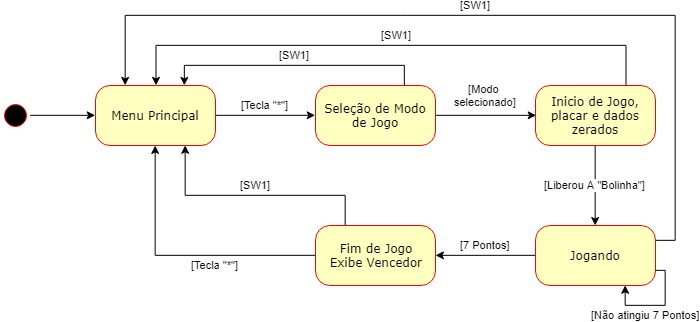 [SW1]
[SW1]
[SW1]
Menu Principal
[Tecla "*"]
Seleção de Modo
de Jogo
[Modo
selecionado]
Inicio de Jogo,
placar e dados
zerados
[SW1]
[Liberou A "Bolinha"]
Fim de Jogo
Exibe Vencedor
[7 Pontos]
Jogando
[Tecla "*"]
[Não atingiu 7 Pontos]